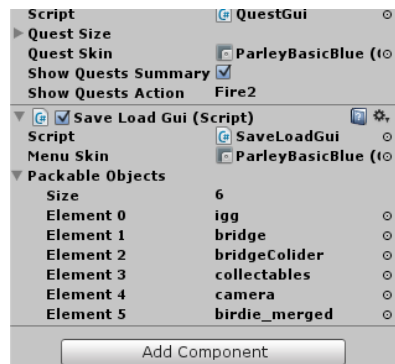 Script QuestGui
Quest Size
Quest Skin ParleyBasicBlue (
Show Quests Summary
Show Quests Action Fire2
Save Load Gui (Script)
Script SaveLoadGui
Menu Skin ParleyBasicBlue (
Packable Objects
Size 6
Element 0 igg
Element 1 bridge
Element 2 bridgeColider
Element 3 collectables
Element 4 camera
Element 5 birdie_merged
Add Component